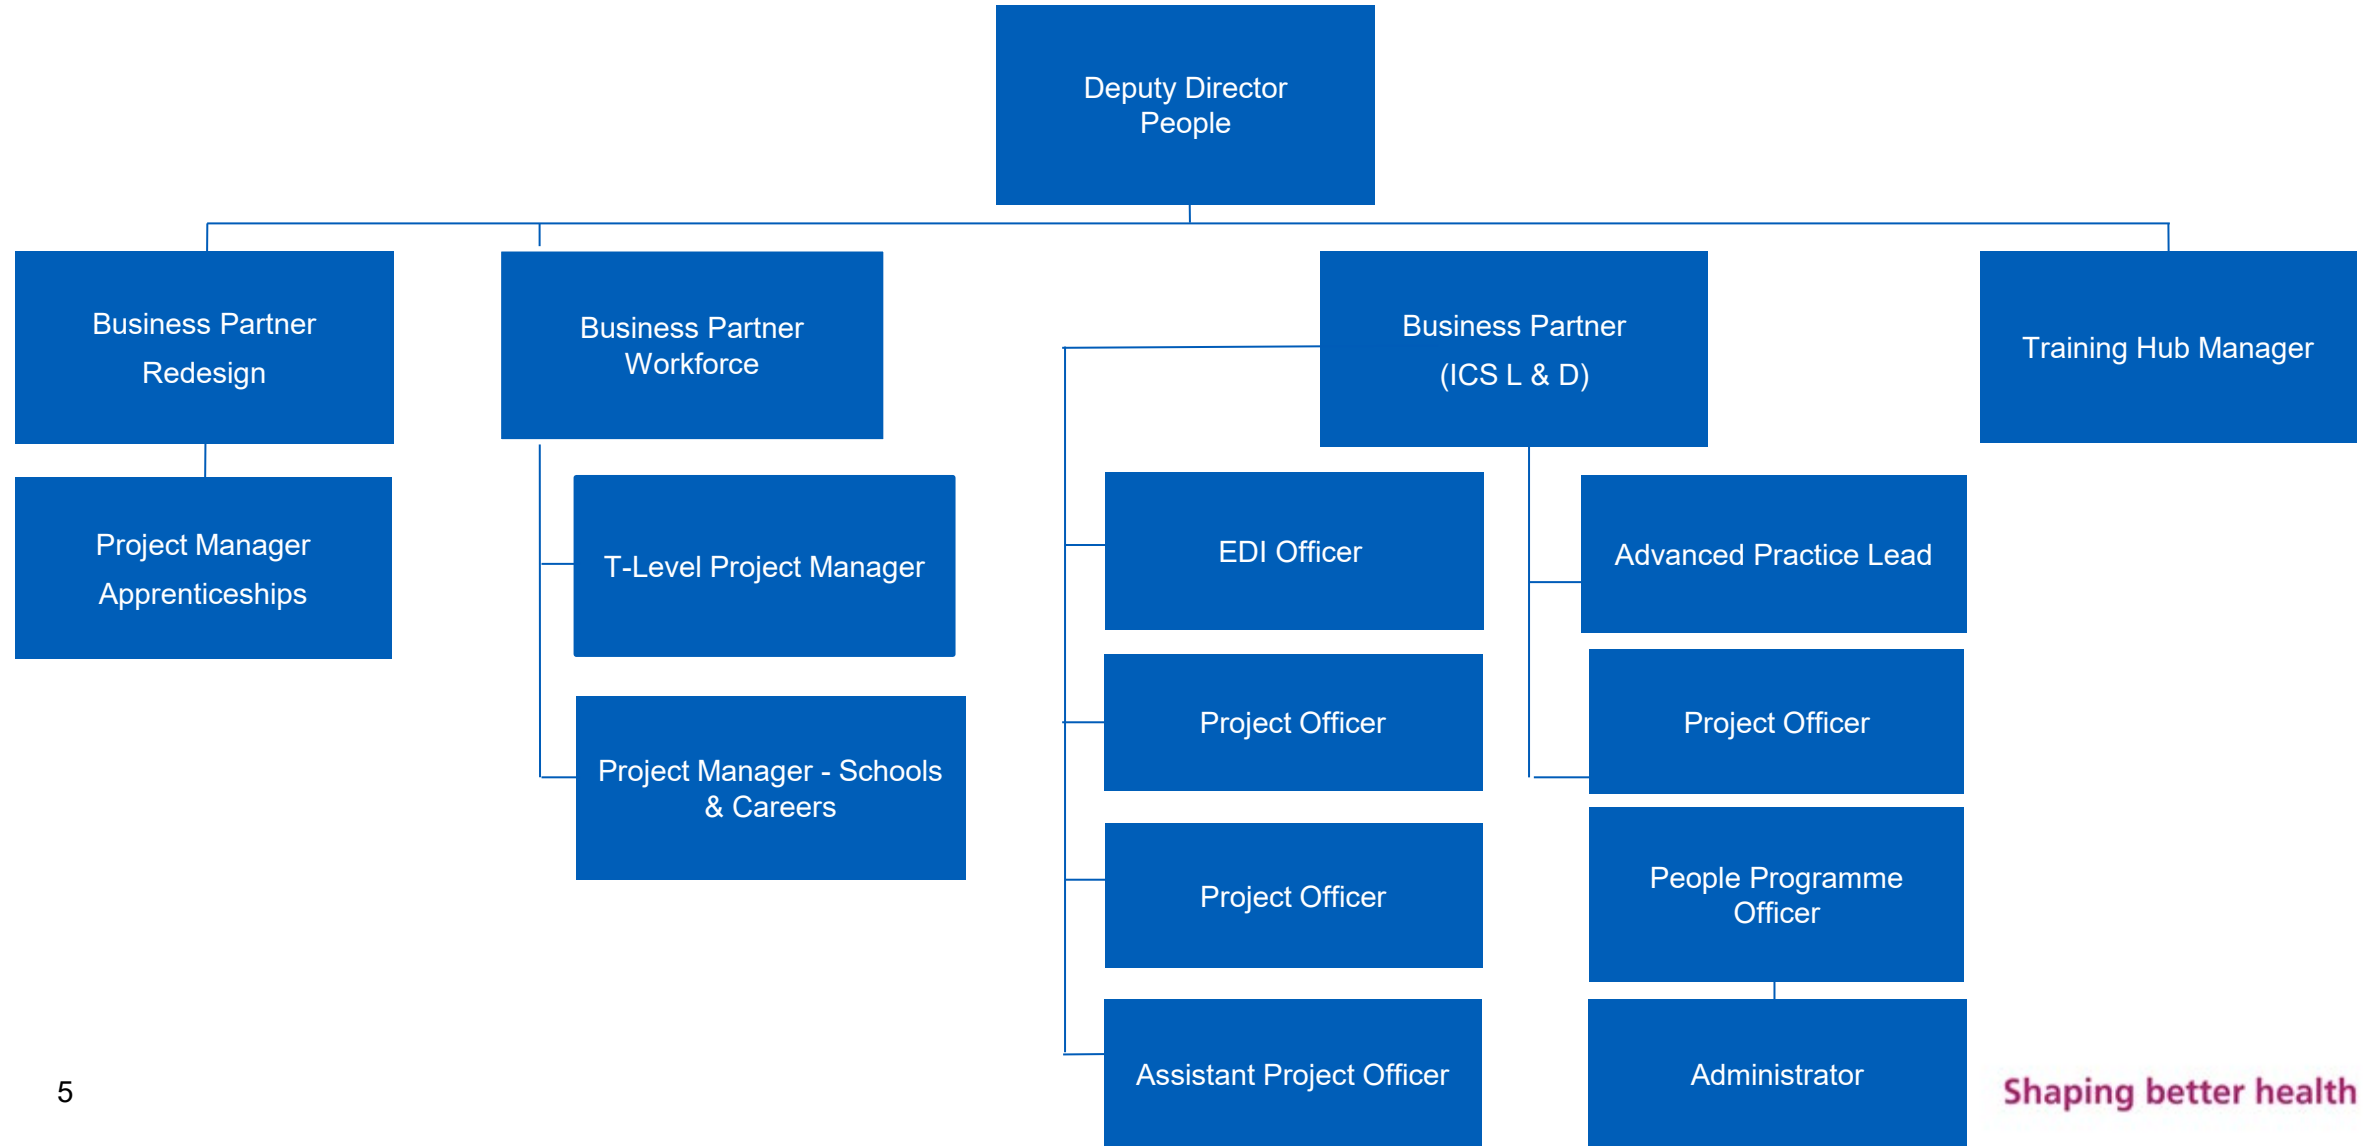 Deputy Director
People
Business Partner
Redesign
Business Partner
Workforce
Business Partner
(ICS L & D)
Training Hub Manager
Project Manager
Apprenticeships
T-Level Project Manager
Project Manager - Schools
& Careers
EDI Officer
Project Officer
Project Officer
Assistant Project Officer
Advanced Practice Lead
Project Officer
People Programme
Officer
Administrator
5
Shaping better health